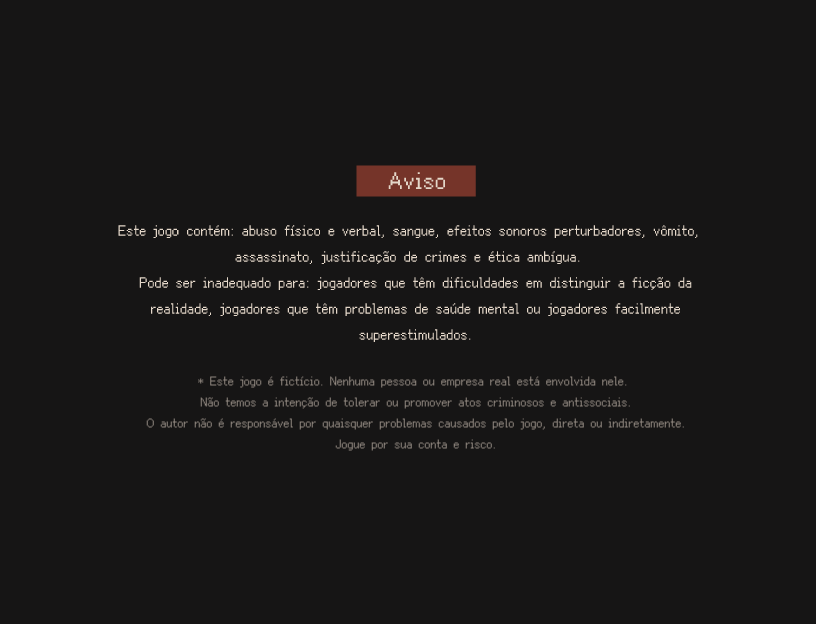 Aviso
Este jogo contém: abuso físico e verbal, sangue, efeitos sonoros perturbadores, vômito,
assassinato, justificação de crimes e ética ambígua.
Pode ser inadequado para: jogadores que têm dificuldades em distinguir a ficção da
realidade, jogadores que têm problemas de saúde mental ou jogadores facilmente
superestimulados.
* Este jogo é fictício. Nenhuma pessoa ou empresa real está envolvida nele.
Não temos a intenção de tolerar ou promover atos criminosos e antissociais.
O autor não é responsável por quaisquer problemas causados pelo jogo, direta ou indiretamente.
Jogue por sua conta e risco.